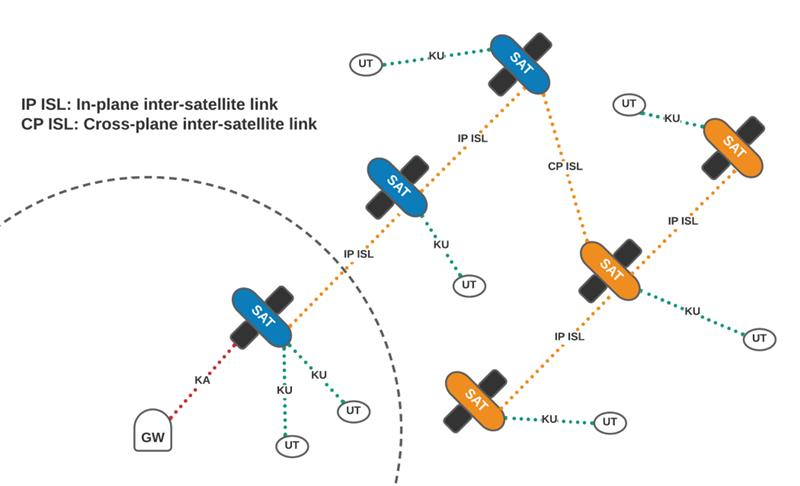 UT
KU
SAT
UT
KU
IP ISL: In-plane inter-satellite link
CP ISL: Cross-plane inter-satellite link
IP ISL
SAT
CP ISL
SAT
IP ISL
KU
IP ISL
SAT
UT
KU
SAT
IP ISL
UT
KA
KU
KU
SAT
UT
KU
UT
GW
UT